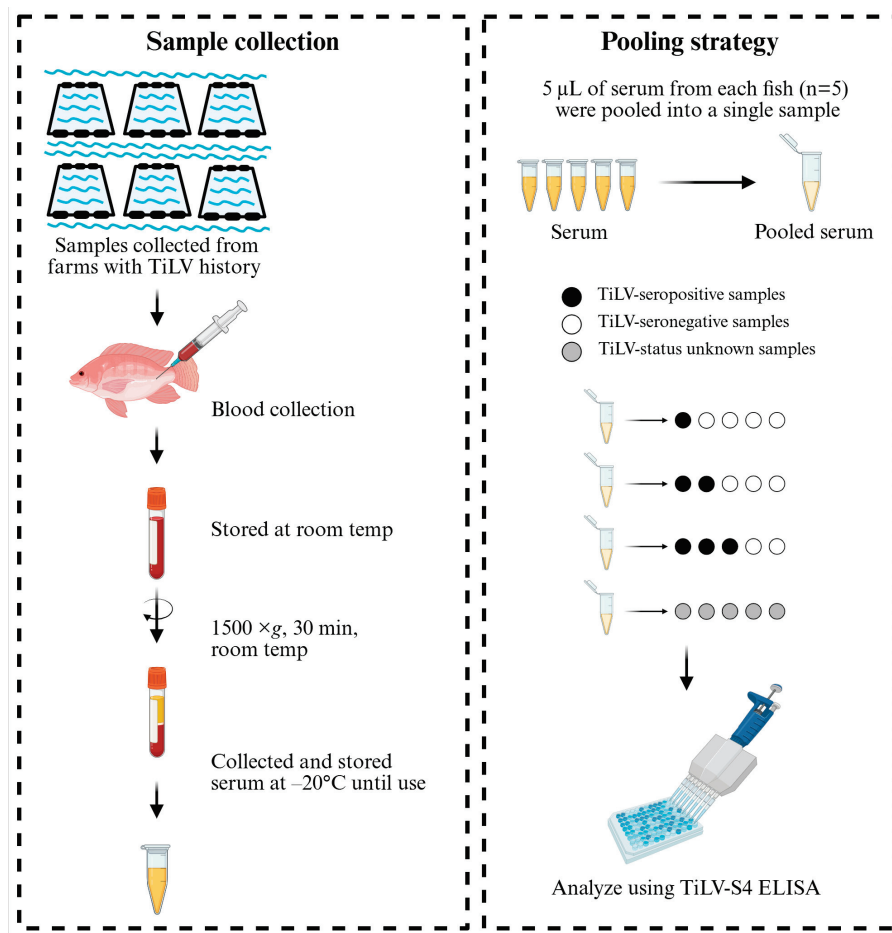 Sample collection
Samples collected from
farms with TiLV history
Blood collection
Stored at room temp
1500 ×g, 30 min,
room temp
Collected and stored
serum at –20°C until use
Pooling strategy
5 µL of serum from each fish (n=5)
were pooled into a single sample
Serum
Pooled serum
TiLV-seropositive samples
TiLV-seronegative samples
TiLV-status unknown samples
Analyze using TiLV-S4 ELISA